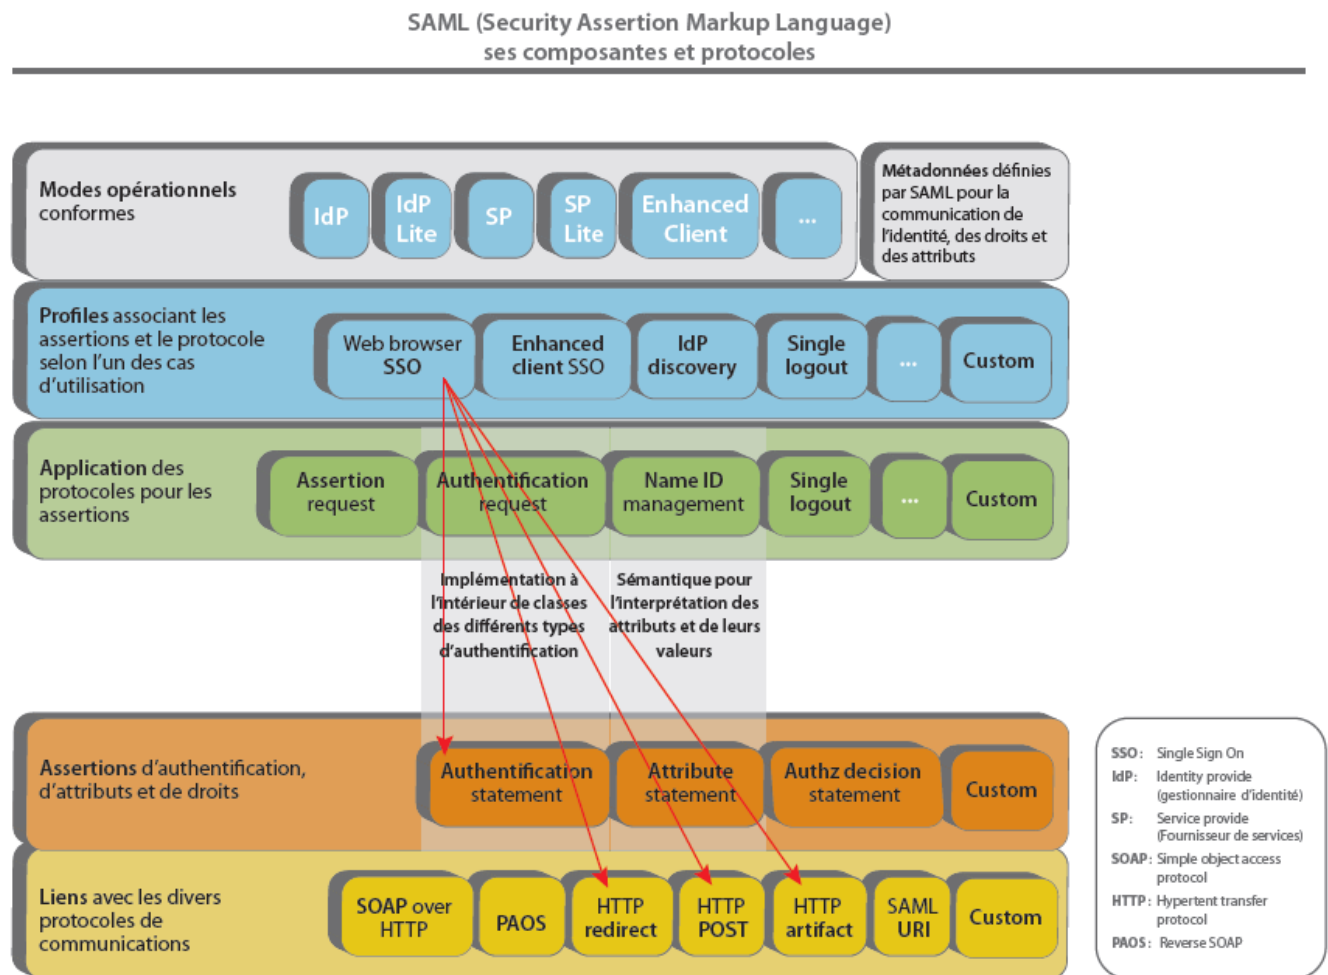 SAML (Security Assertion Markup Language)
ses composantes et protocoles
Modes opérationnels
conformes
IdP
IdP
Lite
SP
SP
Lite
Enhanced
Client
...
Métadonnées définies
par SAML pour la
communication de
l'identité, des droits et
des attributs
Profiles associant les
assertions et le protocole
selon l'un des cas
d'utilisation
Web browser
SSO
Enhanced
client SSO
IdP
discovery
Single
logout
...
Custom
Application des
protocoles pour les
assertions
Assertion
request
Authentification
request
Name ID
management
Single
logout
...
Custom
Implémentation à
l'intérieur de classes
des différents types
d'authentification
Sémantique pour
l'interprétation des
attributs et de leurs
valeurs
Assertions d'authentification,
d'attributs et de droits
Authentification
statement
Attribute
statement
Authz decision
statement
Custom
Liens avec les divers
protocoles de
communications
SOAP over
HTTP
PAOS
HTTP
redirect
HTTP
POST
HTTP
artifact
SAML
URI
Custom
SSO : Single Sign On
IdP : Identity provide
(gestionnaire d'identité)
SP : Service provide
(Fournisseur de services)
SOAP : Simple object access
protocol
HTTP : Hypertent transfer
protocol
PAOS : Reverse SOAP